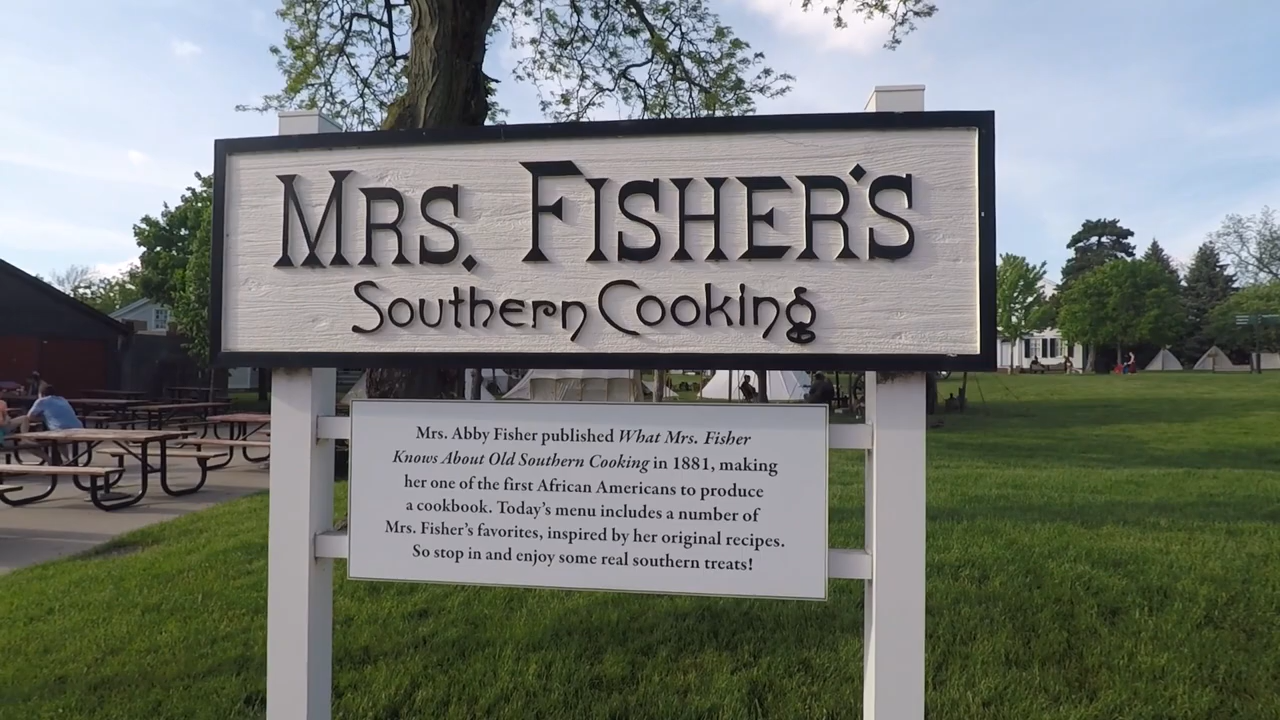 MRS. FISHER'S
Southern Cooking
Mrs. Abby Fisher published What Mrs. Fisher
Knows About Old Southern Cooking in 1881, making
her one of the first African Americans to produce
a cookbook. Today's menu includes a number of
Mrs. Fisher's favorites, inspired by her original recipes.
So stop in and enjoy some real southern treats!